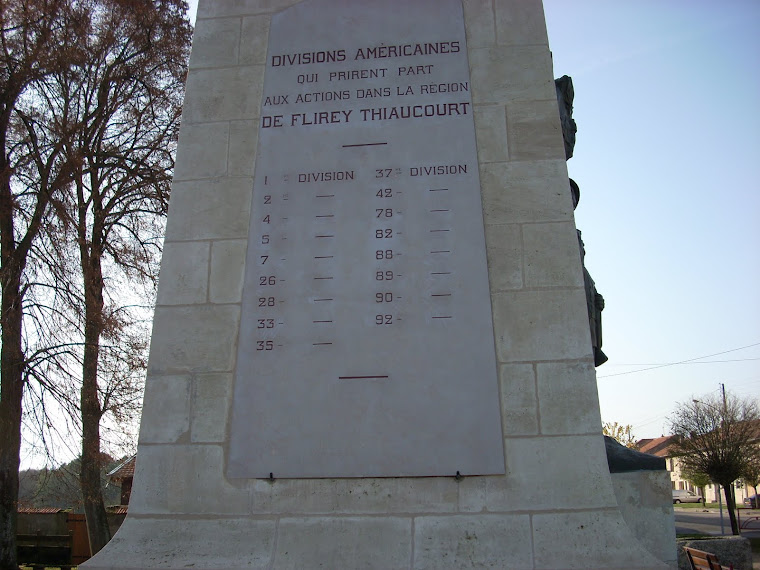 DIVISIONS AMÉRICAINES
QUI PRIRENT PART
AUX ACTIONS DANS LA RÉGION
DE FLIREY THIAUCOURT
1 = DIVISION
2 = —
4 - —
5 = —
7 = —
26 - —
28 = —
33 - —
35 - —
37 = DIVISION
42 - —
78 - —
82 - —
88 - —
89 - —
90 - —
92 - —